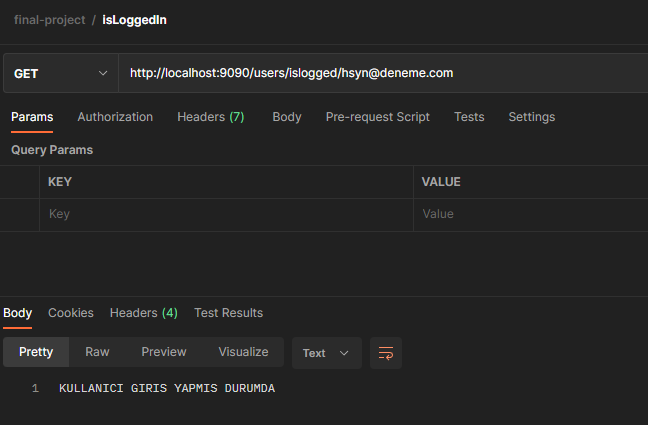 final-project / isLoggedIn
GET http://localhost:9090/users/islogged/hsyn@deneme.com
Params Authorization Headers (7) Body Pre-request Script Tests Settings
Query Params
KEY VALUE
Key Value
Body Cookies Headers (4) Test Results
Pretty Raw Preview Visualize Text
1 KULLANICI GIRIS YAPMIS DURUMDA